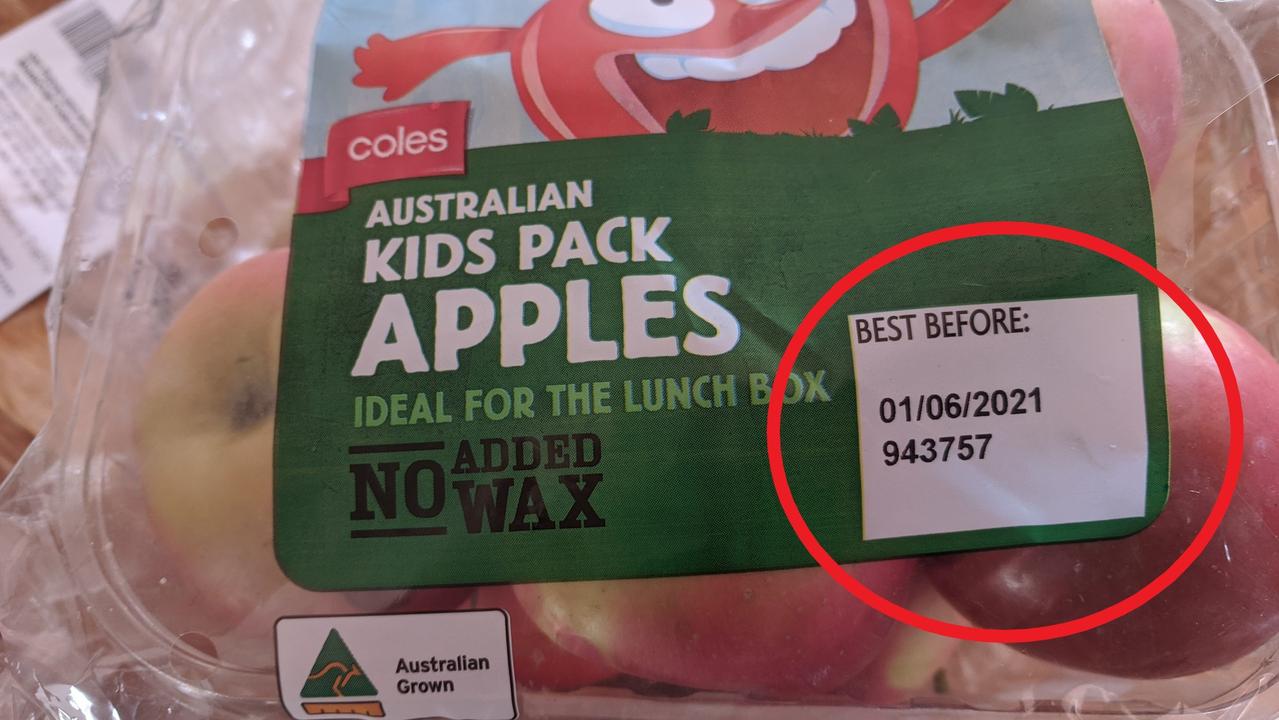 coles
AUSTRALIAN
KIDS PACK
APPLES
IDEAL FOR THE LUNCH BOX
NO ADDED
WAX
BEST BEFORE:
01/06/2021
943757
Australian
Grown